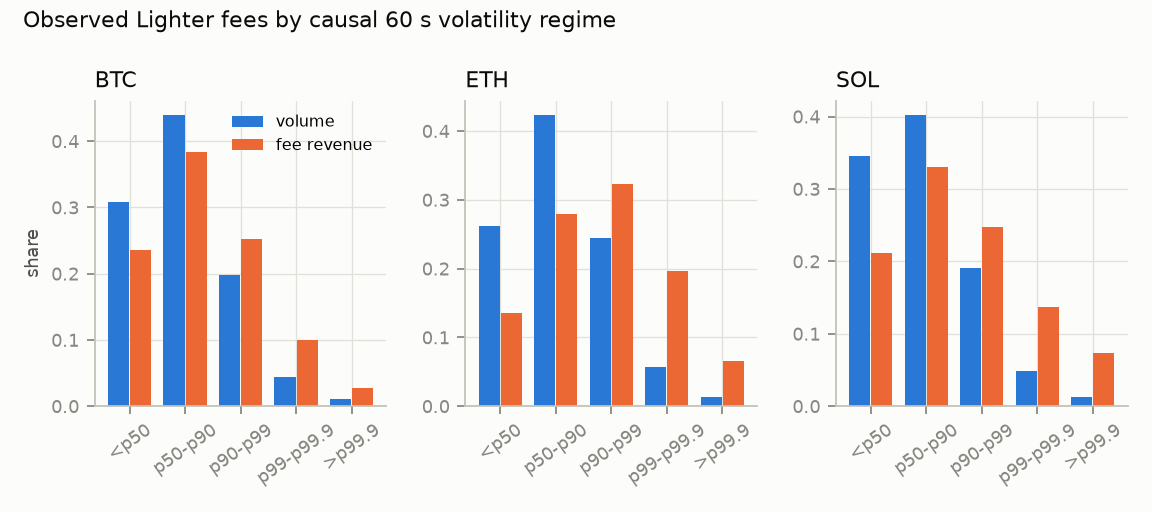 Observed Lighter fees by causal 60 s volatility regime
BTC
ETH
SOL
volume
fee revenue
share
0.4
0.3
0.2
0.1
0.0
<p50
p50-p90
p90-p99
p99-p99.9
>p99.9
0.4
0.3
0.2
0.1
0.0
<p50
p50-p90
p90-p99
p99-p99.9
>p99.9
0.4
0.3
0.2
0.1
0.0
<p50
p50-p90
p90-p99
p99-p99.9
>p99.9